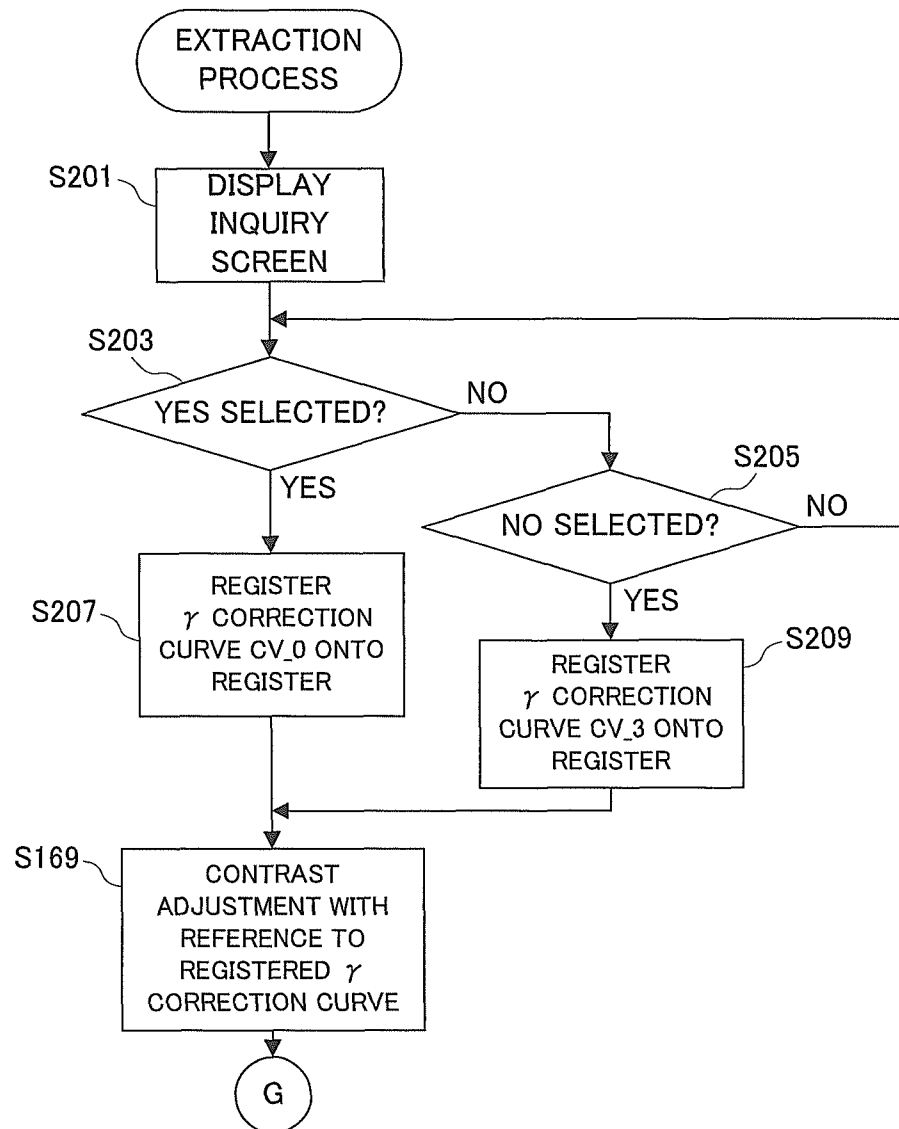 EXTRACTION
PROCESS
S201
DISPLAY
INQUIRY
SCREEN
S203
YES SELECTED?
NO
YES
S205
NO SELECTED?
NO
YES
S207
REGISTER
γ CORRECTION
CURVE CV_0 ONTO
REGISTER
S209
REGISTER
γ CORRECTION
CURVE CV_3 ONTO
REGISTER
S169
CONTRAST
ADJUSTMENT WITH
REFERENCE TO
REGISTERED γ
CORRECTION CURVE
G